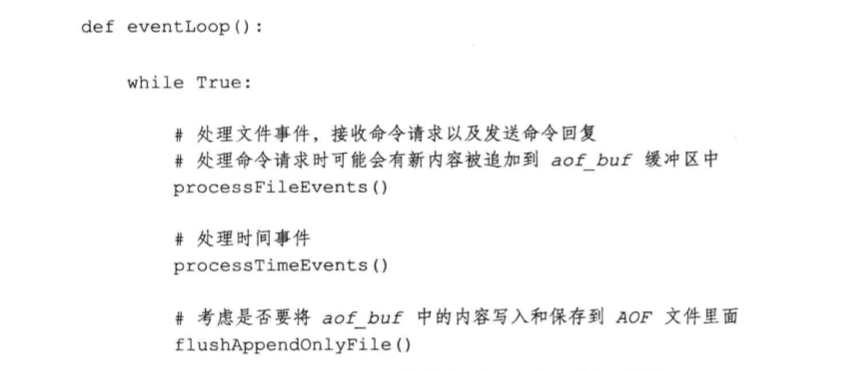 def eventLoop():
while True:
# 处理文件事件，接收命令请求以及发送命令回复
# 处理命令请求时可能会有新内容被追加到 aof_buf 缓冲区中
processFileEvents()
# 处理时间事件
processTimeEvents()
# 考虑是否要将 aof_buf 中的内容写入和保存到 AOF 文件里面
flushAppendOnlyFile()